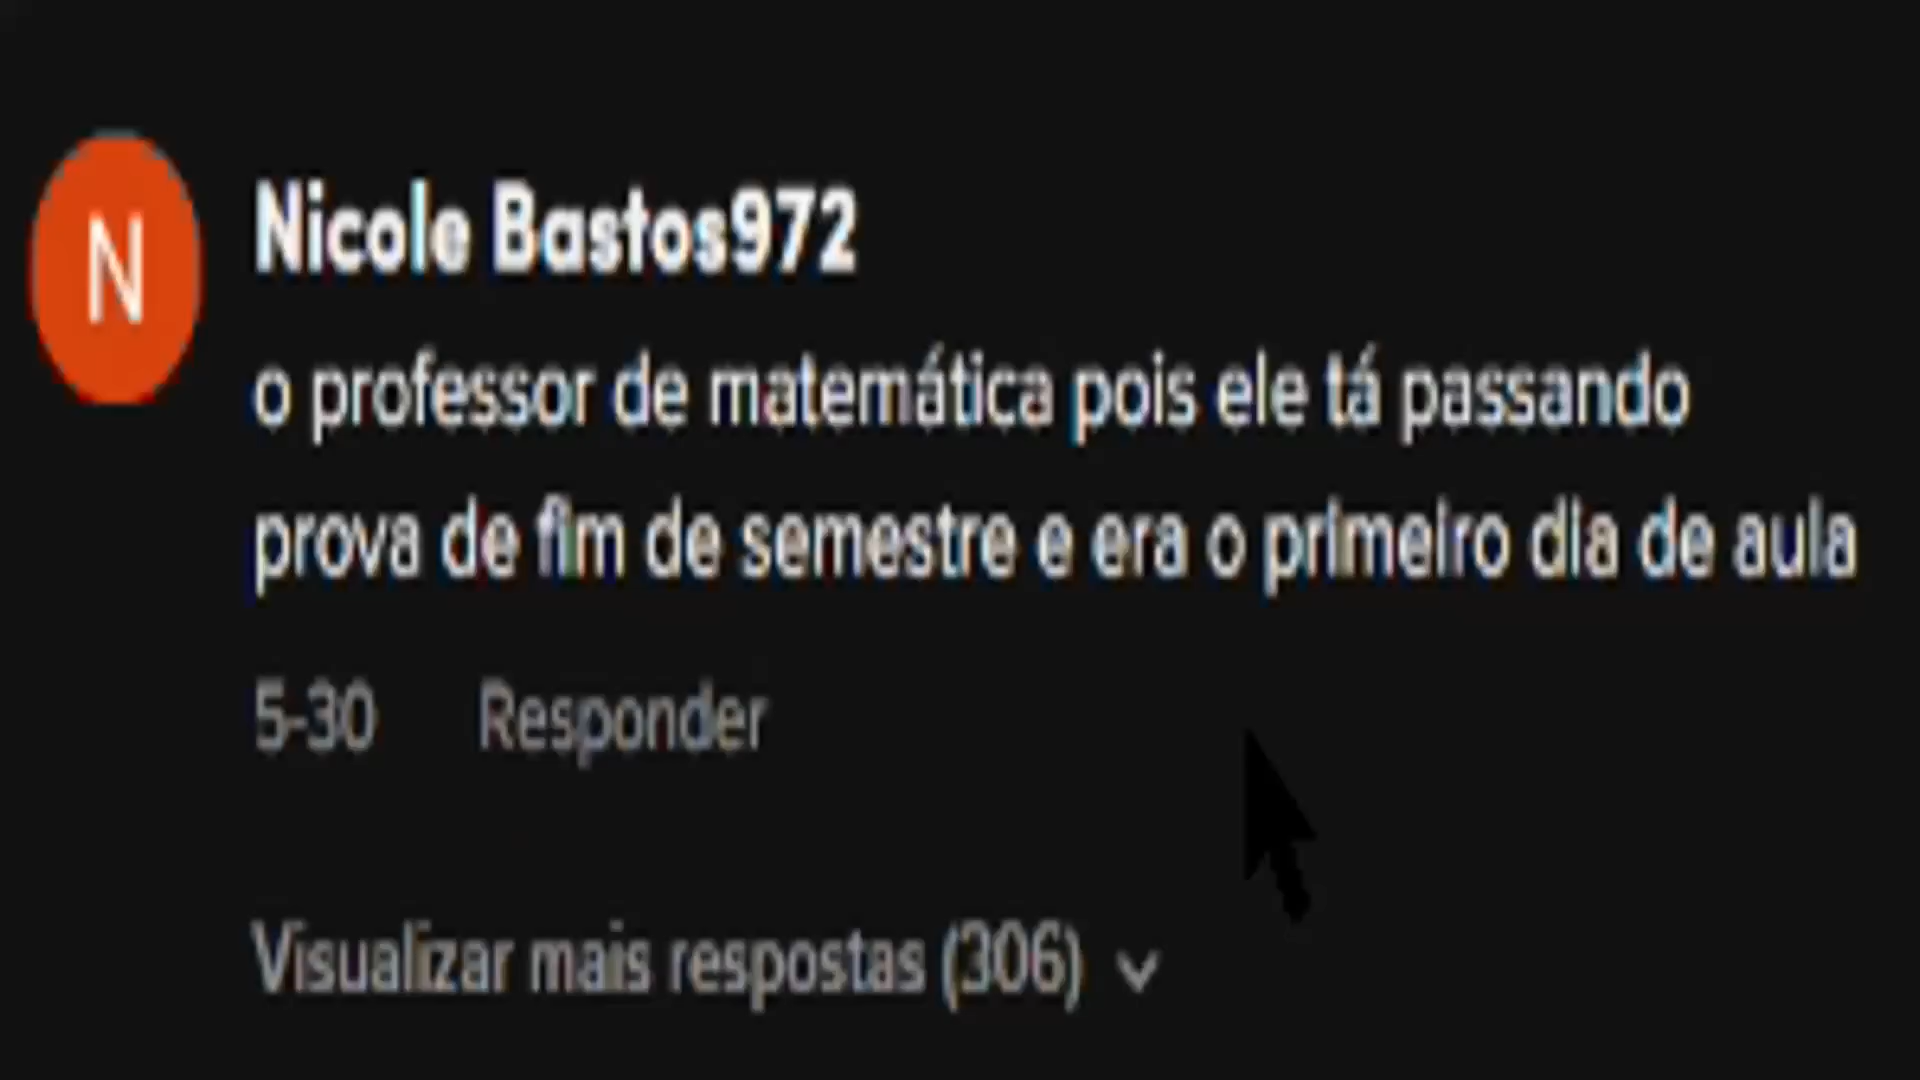 N
Nicole Bastos972
o professor de matemática pois ele tá passando
prova de fim de semestre e era o primeiro dia de aula
5-30 Responder
Visualizar mais respostas (306)